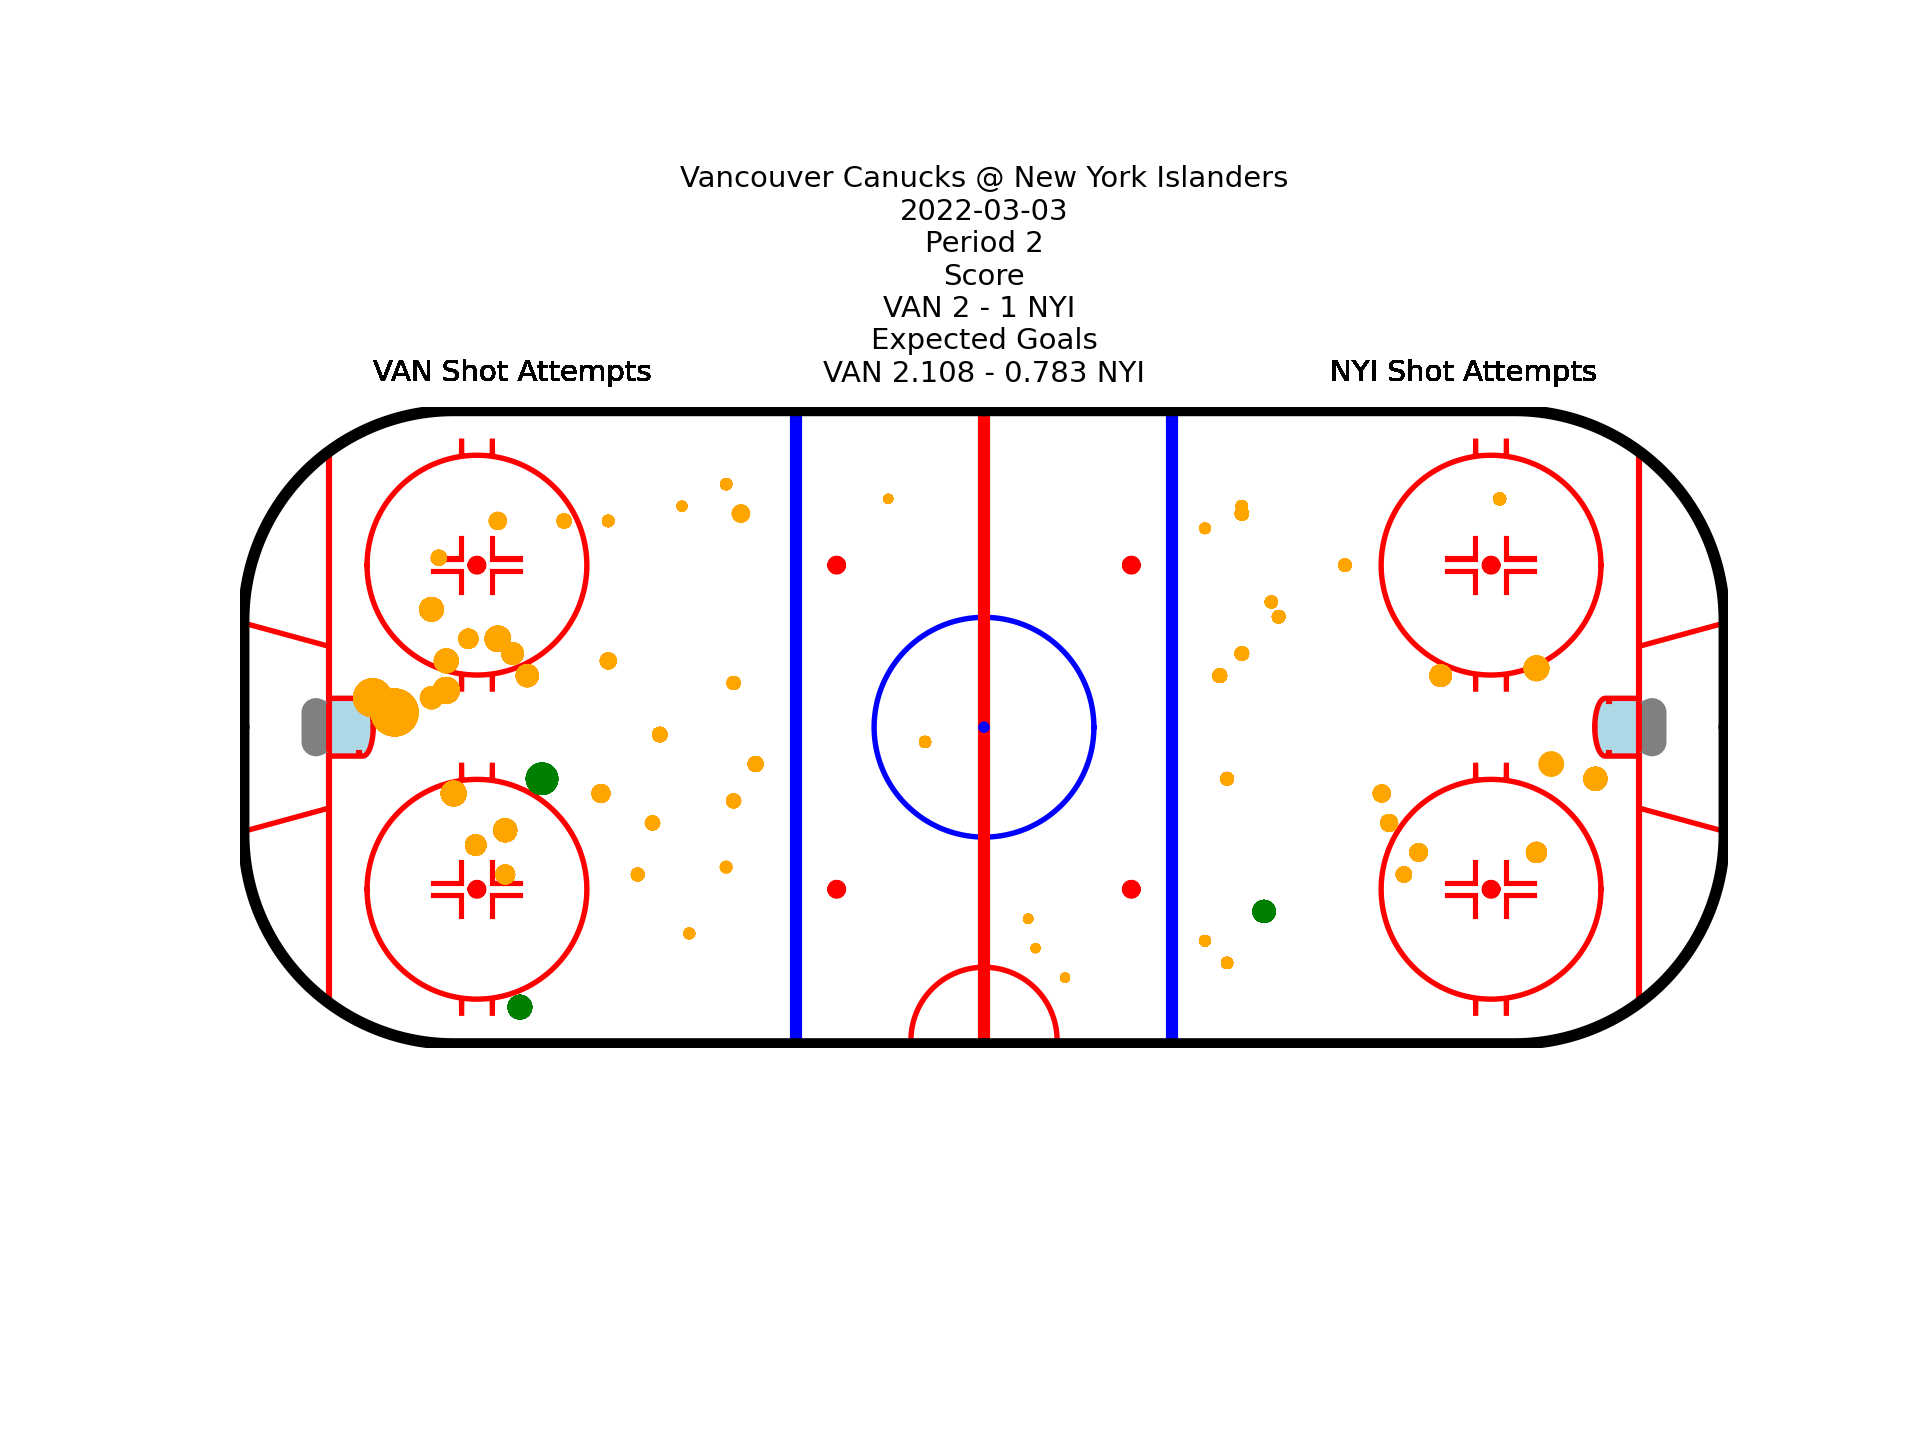 Vancouver Canucks @ New York Islanders
2022-03-03
Period 2
Score
VAN 2 - 1 NYI
Expected Goals
VAN 2.108 - 0.783 NYI
VAN Shot Attempts
NYI Shot Attempts